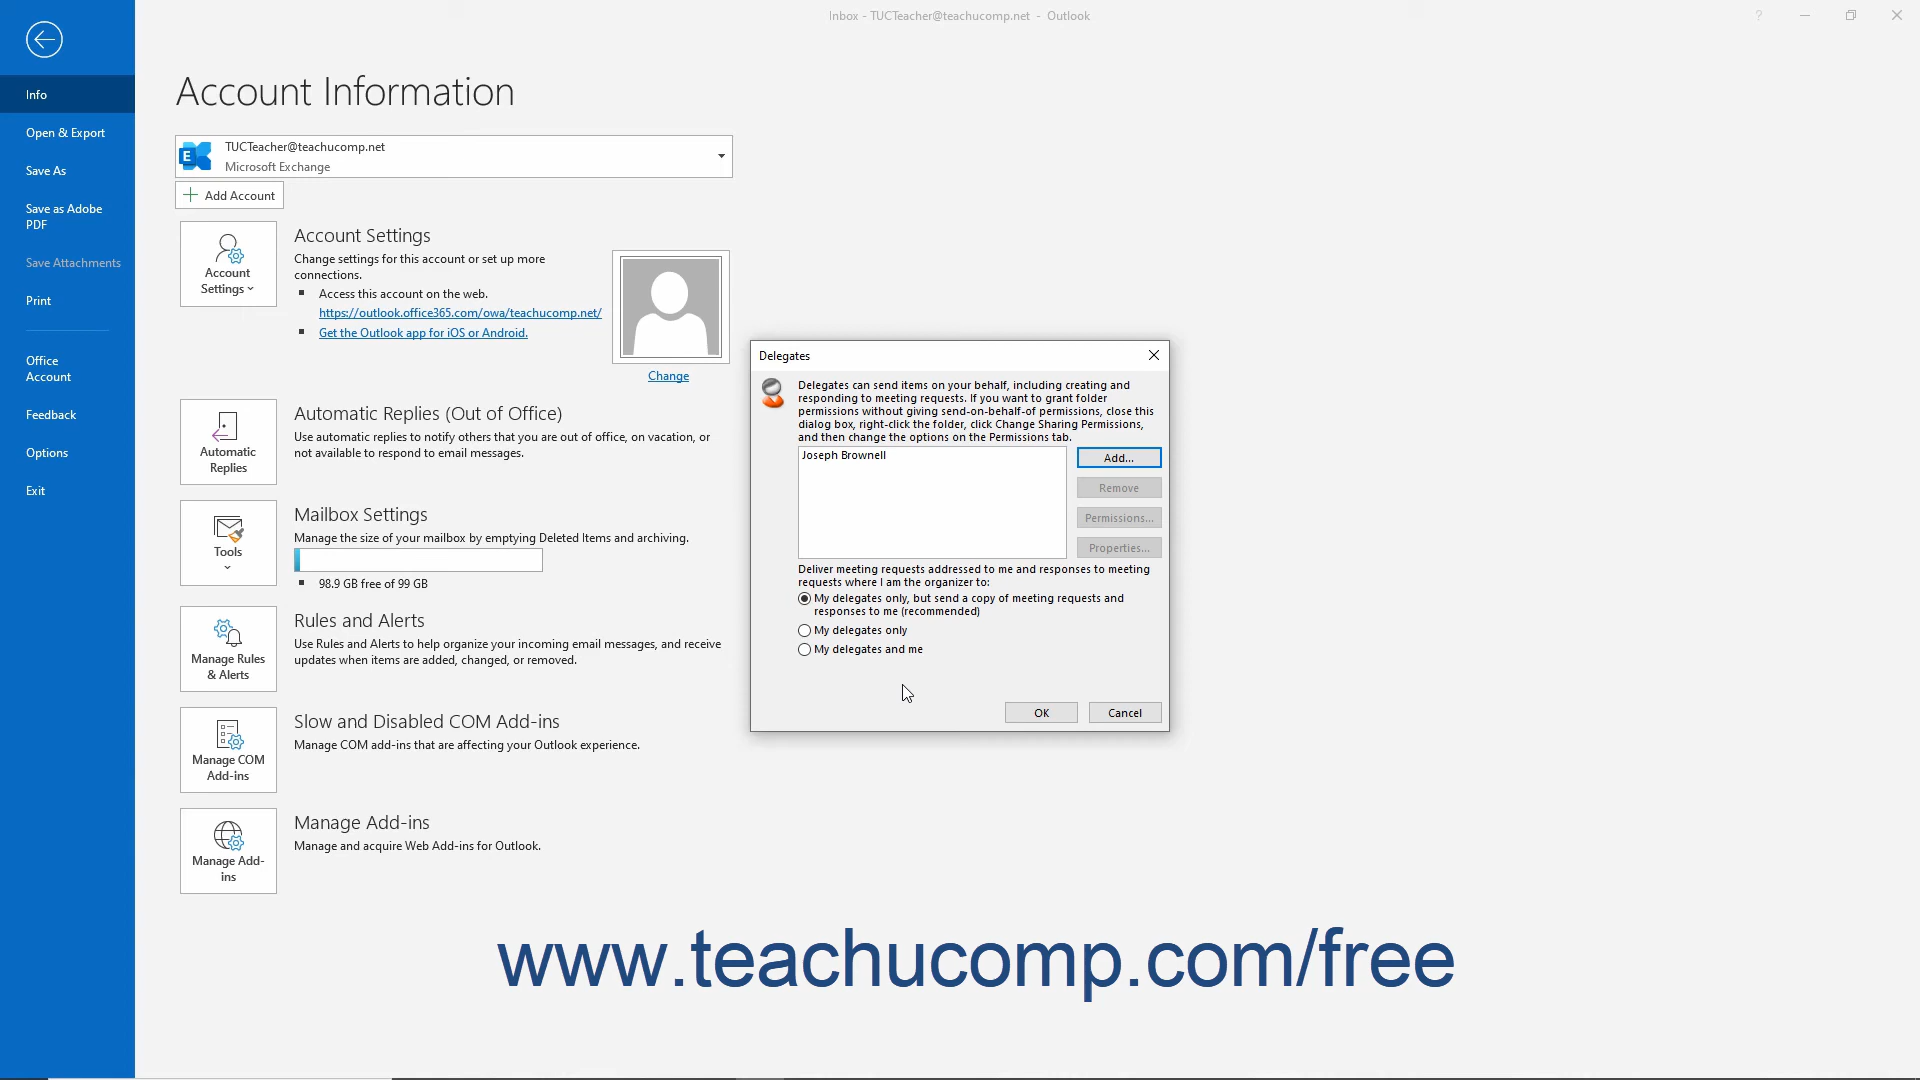 Inbox - TUCTeacher@teachucomp.net - Outlook
?
Info
Open & Export
Save As
Save as Adobe
PDF
Save Attachments
Print
Office
Account
Feedback
Options
Exit
Account Information
TUCTeacher@teachucomp.net
Microsoft Exchange
Add Account
Account
Settings
Account Settings
Change settings for this account or set up more
connections.
Access this account on the web.
https://outlook.office365.com/owa/teachucomp.net/
Get the Outlook app for iOS or Android.
Change
Automatic
Replies
Automatic Replies (Out of Office)
Use automatic replies to notify others that you are out of office, on vacation, or
not available to respond to email messages.
Tools
Mailbox Settings
Manage the size of your mailbox by emptying Deleted Items and archiving.
98.9 GB free of 99 GB
Manage Rules
& Alerts
Rules and Alerts
Use Rules and Alerts to help organize your incoming email messages, and receive
updates when items are added, changed, or removed.
Manage COM
Add-ins
Slow and Disabled COM Add-ins
Manage COM add-ins that are affecting your Outlook experience.
Manage Add-
ins
Manage Add-ins
Manage and acquire Web Add-ins for Outlook.
Delegates
Delegates can send items on your behalf, including creating and
responding to meeting requests. If you want to grant folder
permissions without giving send-on-behalf-of permissions, close this
dialog box, right-click the folder, click Change Sharing Permissions,
and then change the options on the Permissions tab.
Joseph Brownell
Add...
Remove
Permissions...
Properties...
Deliver meeting requests addressed to me and responses to meeting
requests where I am the organizer to:
My delegates only, but send a copy of meeting requests and
responses to me (recommended)
My delegates only
My delegates and me
OK
Cancel
www.teachucomp.com/free